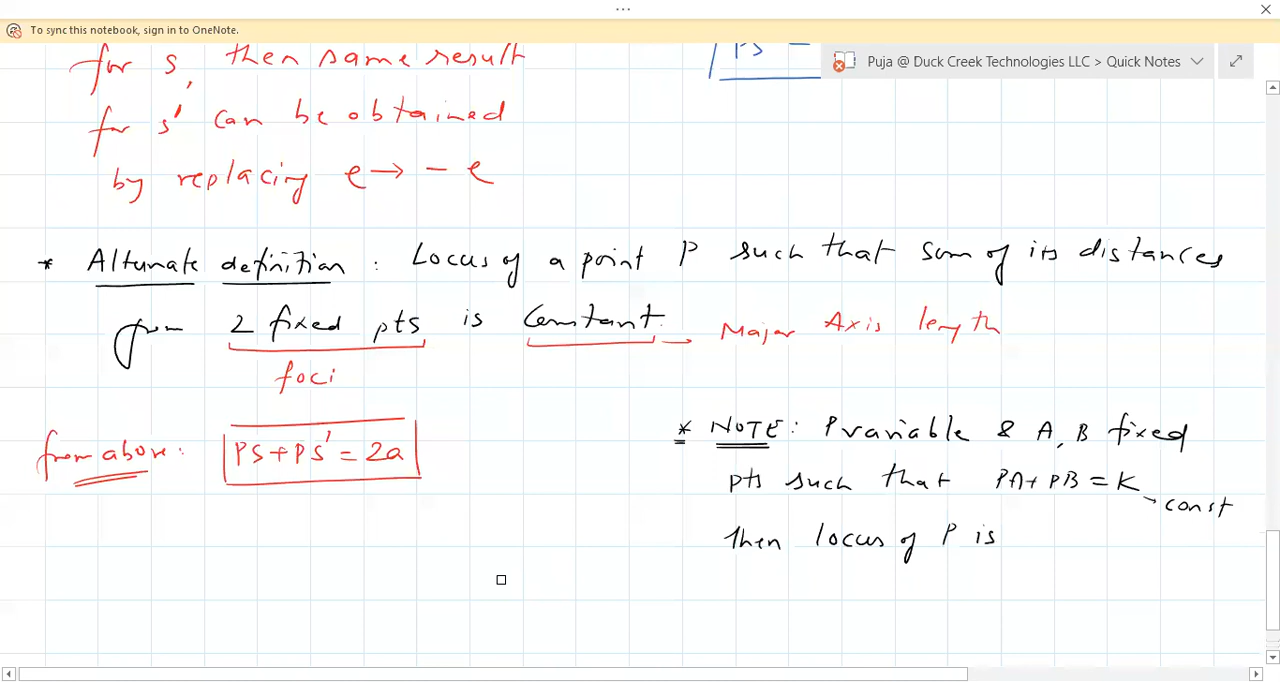 To sync this notebook, sign in to OneNote.
Puja @ Duck Creek Technologies LLC > Quick Notes
for S, then same result
for s' can be obtained
by replacing e → - e
PS =
* Alternate definition : Locus of a point P such that sum of its distances
from 2 fixed pts is constant. → Major Axis length
foci
from above : PS + PS' = 2a
* NOTE : P variable & A, B fixed
pts such that PA + PB = K → const
then locus of P is